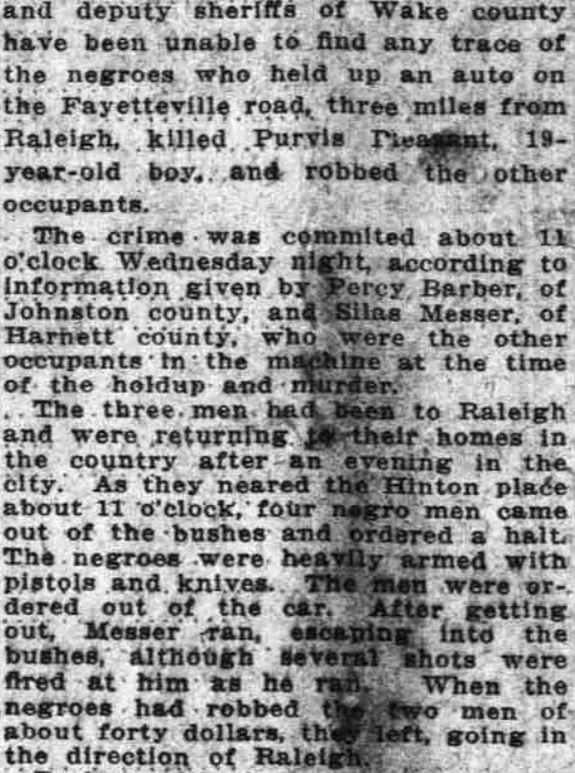 and deputy sheriffs of Wake county
have been unable to find any trace of
the negroes who held up an auto on
the Fayetteville road, three miles from
Raleigh, killed Purvis 19-
year-old boy, and robbed the other
occupants.
The crime was commited about 11
o'clock Wednesday night, according to
information given by Percy Barber, of
Johnston county, and Silas Messer, of
Harnett county, who were the other
occupants in the machine at the time
of the holdup and murder.
The three men had been to Raleigh
and were returning to their homes in
the country after an evening in the
city. As they neared the Hinton place
about 11 o'clock, four negro men came
out of the bushes and ordered a halt.
The negroes were heavily armed with
pistols and knives. The men were or-
dered out of the car. After getting
out, Messer ran, escaping into the
bushes, although several shots were
fired at him as he ran. When the
negroes had robbed the two men of
about forty dollars, they left, going in
the direction of Raleigh.